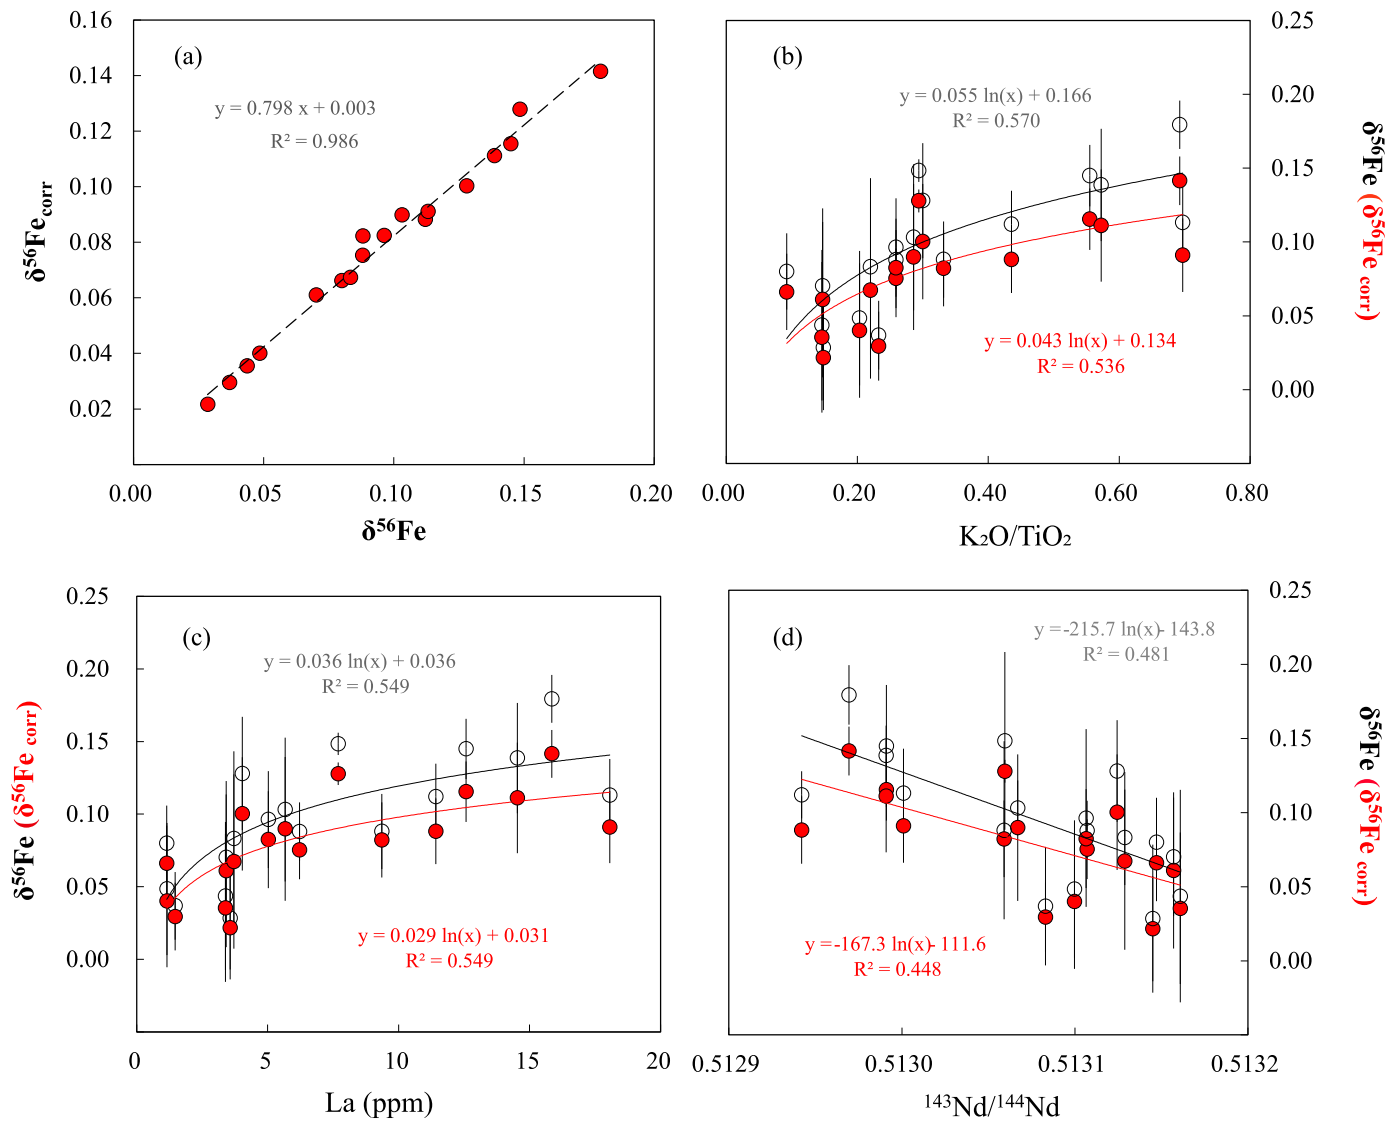 (a)
y = 0.798 x + 0.003
R² = 0.986
0.16
0.14
0.12
0.10
0.08
0.06
0.04
0.02
δ⁵⁶Fe_corr
0.00 0.05 0.10 0.15 0.20
δ⁵⁶Fe
(b)
y = 0.055 ln(x) + 0.166
R² = 0.570
y = 0.043 ln(x) + 0.134
R² = 0.536
0.25
0.20
0.15
0.10
0.05
0.00
δ⁵⁶Fe (δ⁵⁶Fe corr)
0.00 0.20 0.40 0.60 0.80
K₂O/TiO₂
(c)
y = 0.036 ln(x) + 0.036
R² = 0.549
y = 0.029 ln(x) + 0.031
R² = 0.549
0.25
0.20
0.15
0.10
0.05
0.00
δ⁵⁶Fe (δ⁵⁶Fe corr)
0 5 10 15 20
La (ppm)
(d)
y =-215.7 ln(x)- 143.8
R² = 0.481
y =-167.3 ln(x)- 111.6
R² = 0.448
0.25
0.20
0.15
0.10
0.05
0.00
δ⁵⁶Fe (δ⁵⁶Fe corr)
0.5129 0.5130 0.5131 0.5132
¹⁴³Nd/¹⁴⁴Nd